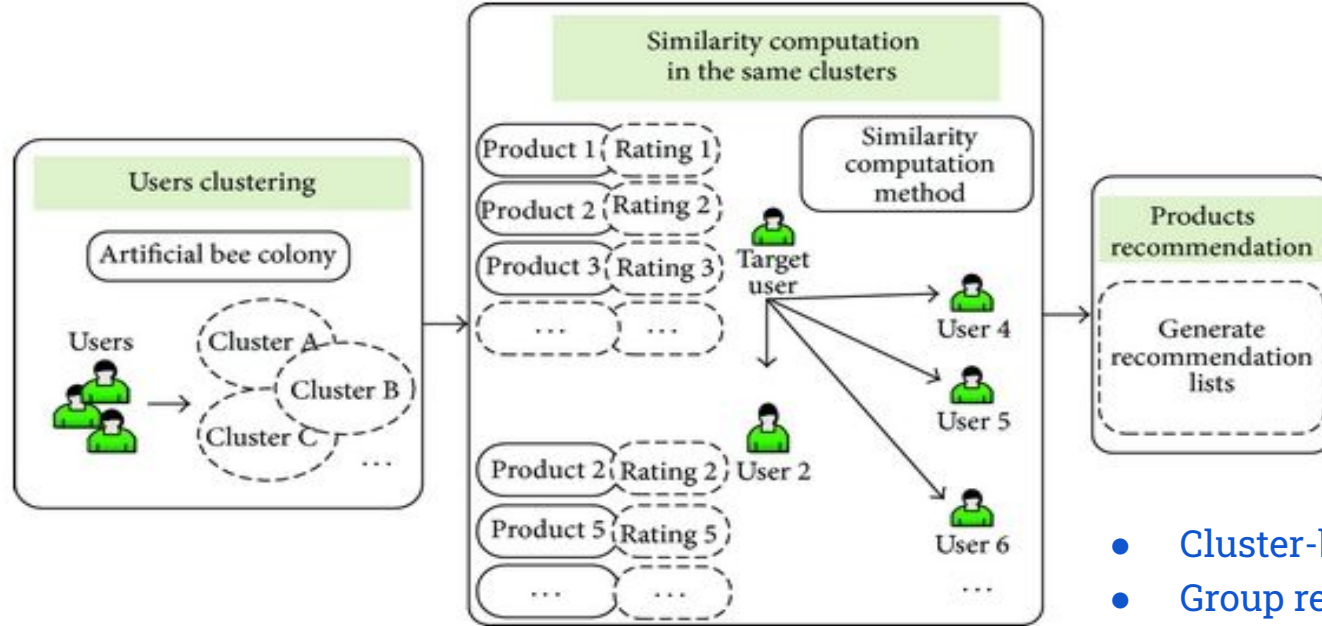 Users clustering
Artificial bee colony
Users
Cluster A
Cluster B
Cluster C
...
Similarity computation
in the same clusters
Product 1 Rating 1
Product 2 Rating 2
Product 3 Rating 3
... ...
Similarity
computation
method
Target
user
User 4
User 5
User 2
User 6
...
Product 2 Rating 2
Product 5 Rating 5
... ...
Products
recommendation
Generate
recommendation
lists
● Cluster-
● Group